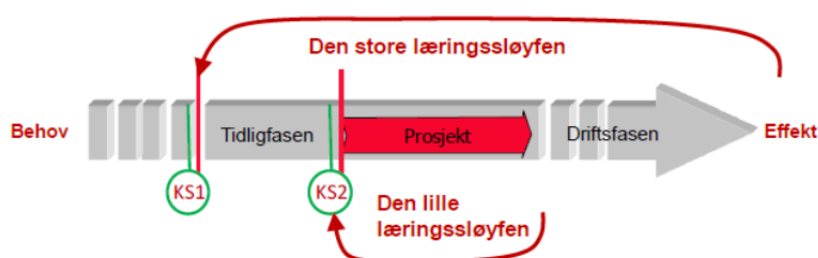 Den store læringssløyfen
Behov
Tidligfasen
Prosjekt
Driftsfasen
Effekt
KS1
KS2
Den lille
læringssløyfen